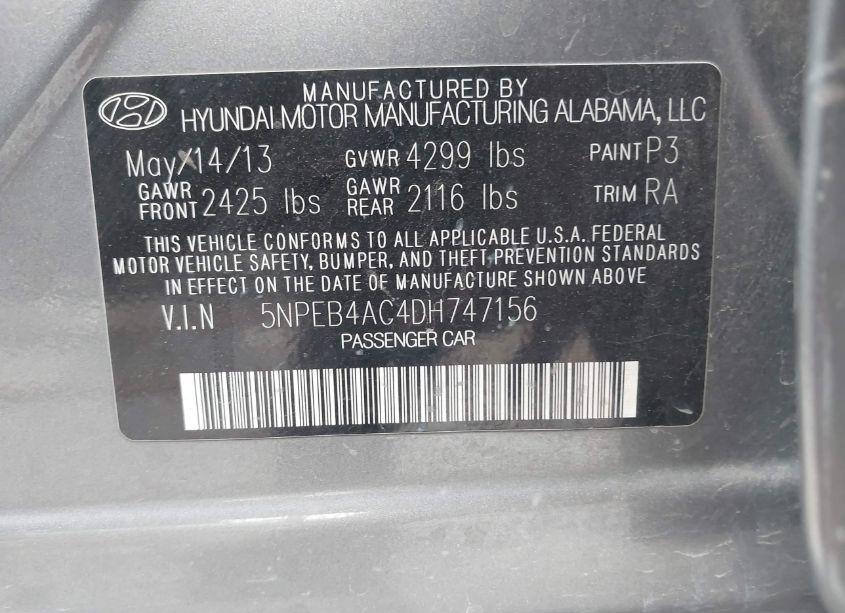 MANUFACTURED BY
HYUNDAI MOTOR MANUFACTURING ALABAMA, LLC
May/14/13 GVWR 4299 lbs PAINT P3
GAWR FRONT 2425 lbs GAWR REAR 2116 lbs TRIM RA
THIS VEHICLE CONFORMS TO ALL APPLICABLE U.S.A. FEDERAL
MOTOR VEHICLE SAFETY, BUMPER, AND THEFT PREVENTION STANDARDS
IN EFFECT ON THE DATE OF MANUFACTURE SHOWN ABOVE
V.I.N 5NPEB4AC4DH747156
PASSENGER CAR